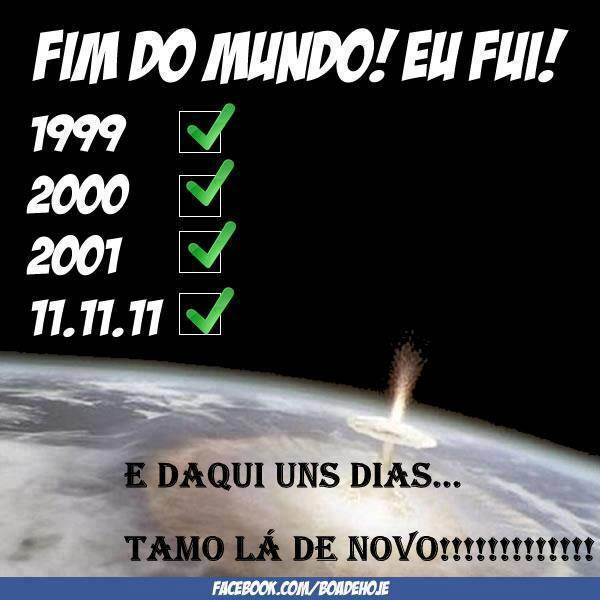 FIM DO MUNDO! EU FUI!
1999
2000
2001
11.11.11
E DAQUI UNS DIAS...
TAMO LÁ DE NOVO!!!!!!!!!!!!!
FACEBOOK.COM/BOADEHOJE